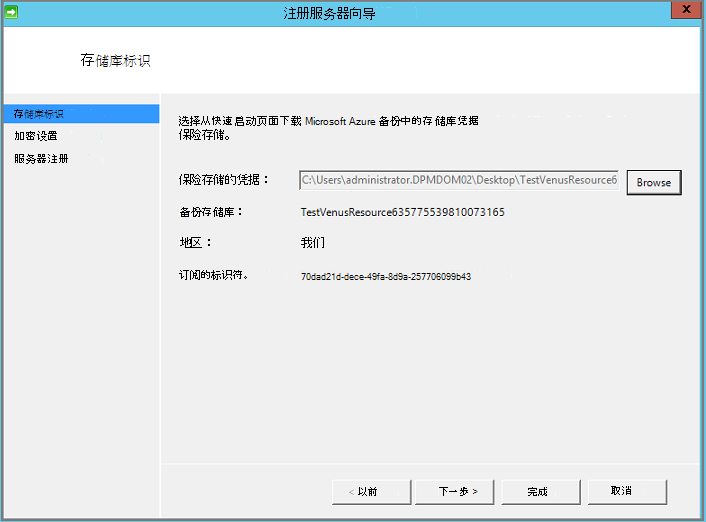 注册服务器向导
X
存储库标识
存储库标识
加密设置
服务器注册
选择从快速启动页面下载 Microsoft Azure 备份中的存储库凭据
保险存储。
保险存储的凭据： C:\Users\administrator.DPMDOM02\Desktop\TestVenusResource6 Browse
备份存储库： TestVenusResource635775539810073165
地区： 我们
订阅的标识符。 70dad21d-dece-49fa-8d9a-257706099b43
< 以前 下一步 > 完成 取消